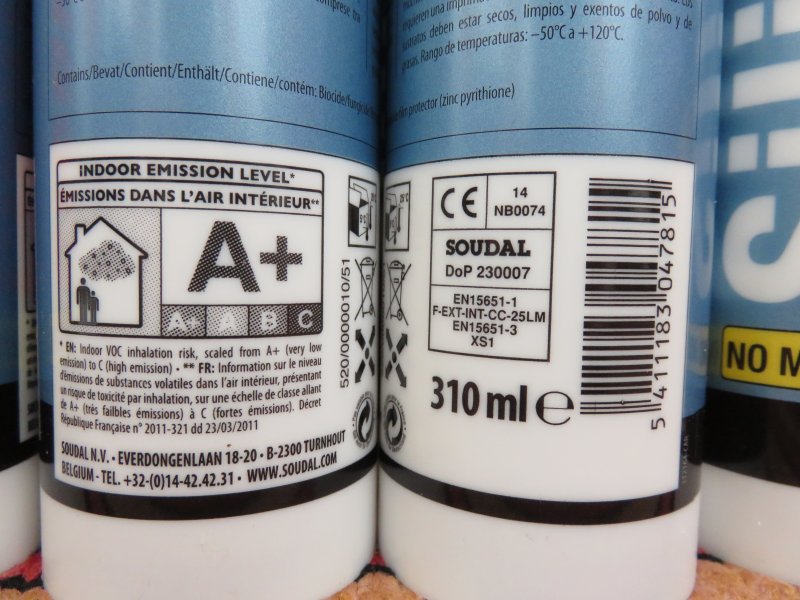 -50°C
Contains/Bevat/Contient/Enthält/Contiene/contém: Biocide/fungicide
INDOOR EMISSION LEVEL*
ÉMISSIONS DANS L'AIR INTÉRIEUR**
A+
A+ A B C
* EN: Indoor VOC inhalation risk, scaled from A+ (very low
emission) to C (high emission) - ** FR: Information sur le niveau
d'émissions de substances volatiles dans l'air intérieur, présentant
un risque de toxicité par inhalation, sur une échelle de classe allant
de A+ (très failbles émissions) à C (fortes émissions). Décret
République Française n° 2011-321 dd 23/03/2011
SOUDAL N.V. • EVERDONGENLAAN 18-20 • B-2300 TURNHOUT
BELGIUM - TEL. +32-(0)14-42.42.31 • WWW.SOUDAL.COM
520/0000010/51
requieren una
sustratos deben estar secos, limpios y exentos de polvo y de
grasas. Rango de temperaturas: –50°C a +120°C.
film protector (zinc pyrithione)
CE
14
NB0074
SOUDAL
DoP 230007
EN15651-1
F-EXT-INT-CC-25LM
EN15651-3
XS1
310 ml e
5 411183 047815
NO M